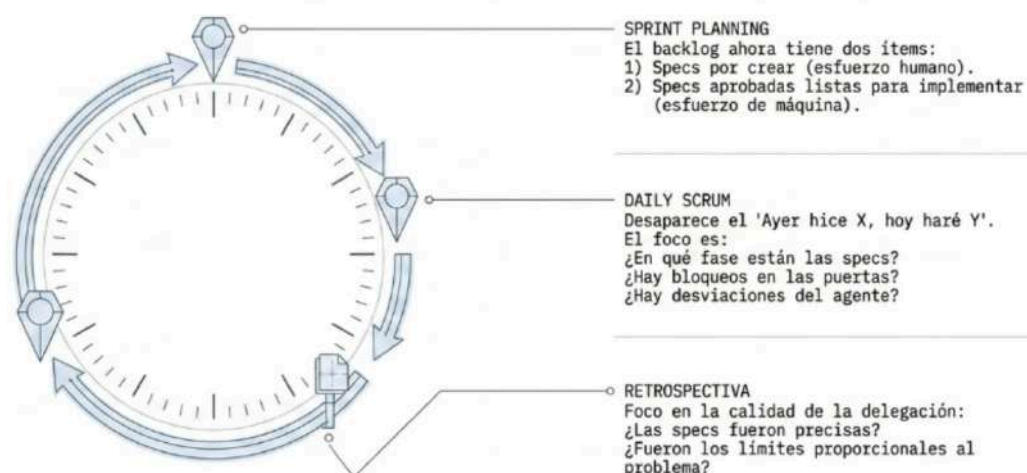 SPRINT PLANNING
El backlog ahora tiene dos ítems:
1) Specs por crear (esfuerzo humano).
2) Specs aprobadas listas para implementar
(esfuerzo de máquina).
DAILY SCRUM
Desaparece el 'Ayer hice X, hoy haré Y'.
El foco es:
¿En qué fase están las specs?
¿Hay bloqueos en las puertas?
¿Hay desviaciones del agente?
RETROSPECTIVA
Foco en la calidad de la delegación:
¿Las specs fueron precisas?
¿Fueron los límites proporcionales al
problema?